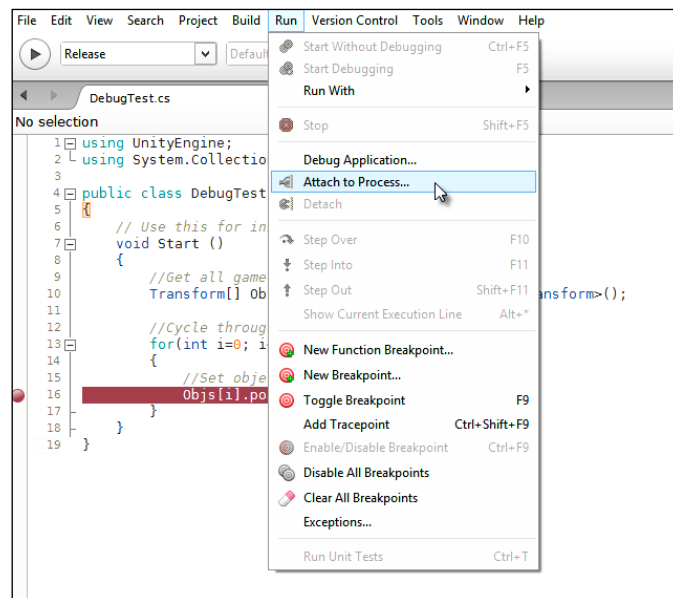 File Edit View Search Project Build Run Version Control Tools Window Help
Release
Start Without Debugging Ctrl+F5
Start Debugging F5
Run With
DebugTest.cs
No selection
Stop Shift+F5
Debug Application...
Attach to Process...
Detach
Step Over F10
Step Into F11
Step Out Shift+F11
Show Current Execution Line Alt+*
New Function Breakpoint...
New Breakpoint...
Toggle Breakpoint F9
Add Tracepoint Ctrl+Shift+F9
Enable/Disable Breakpoint Ctrl+F9
Disable All Breakpoints
Clear All Breakpoints
Exceptions...
Run Unit Tests Ctrl+T
1 using UnityEngine;
2 using System.Collectio
3
4 public class DebugTest
5 {
6 // Use this for in
7 void Start ()
8 {
9 //Get all game
10 Transform[] Ob ansform>();
11
12 //Cycle throug
13 for(int i=0; i
14 {
15 //Set obje
16 Objs[i].po
17 }
18 }
19 }